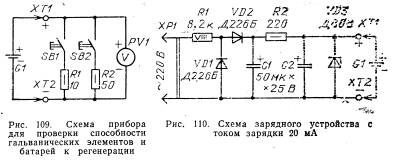 XT1
SB1
SB2
PV1
V
G1
R1
10
R2
50
XT2
XP1
R1
8,2к
VD2
Д226Б
R2
220
VD3
XT1
~220 В
VD1
Д226Б
C1
50 мк × 25 В
C2
G1
XT2
Рис. 109. Схема прибора
для проверки способности
гальванических элементов и
батарей к регенерации
Рис. 110. Схема зарядного устройства с
током зарядки 20 мА